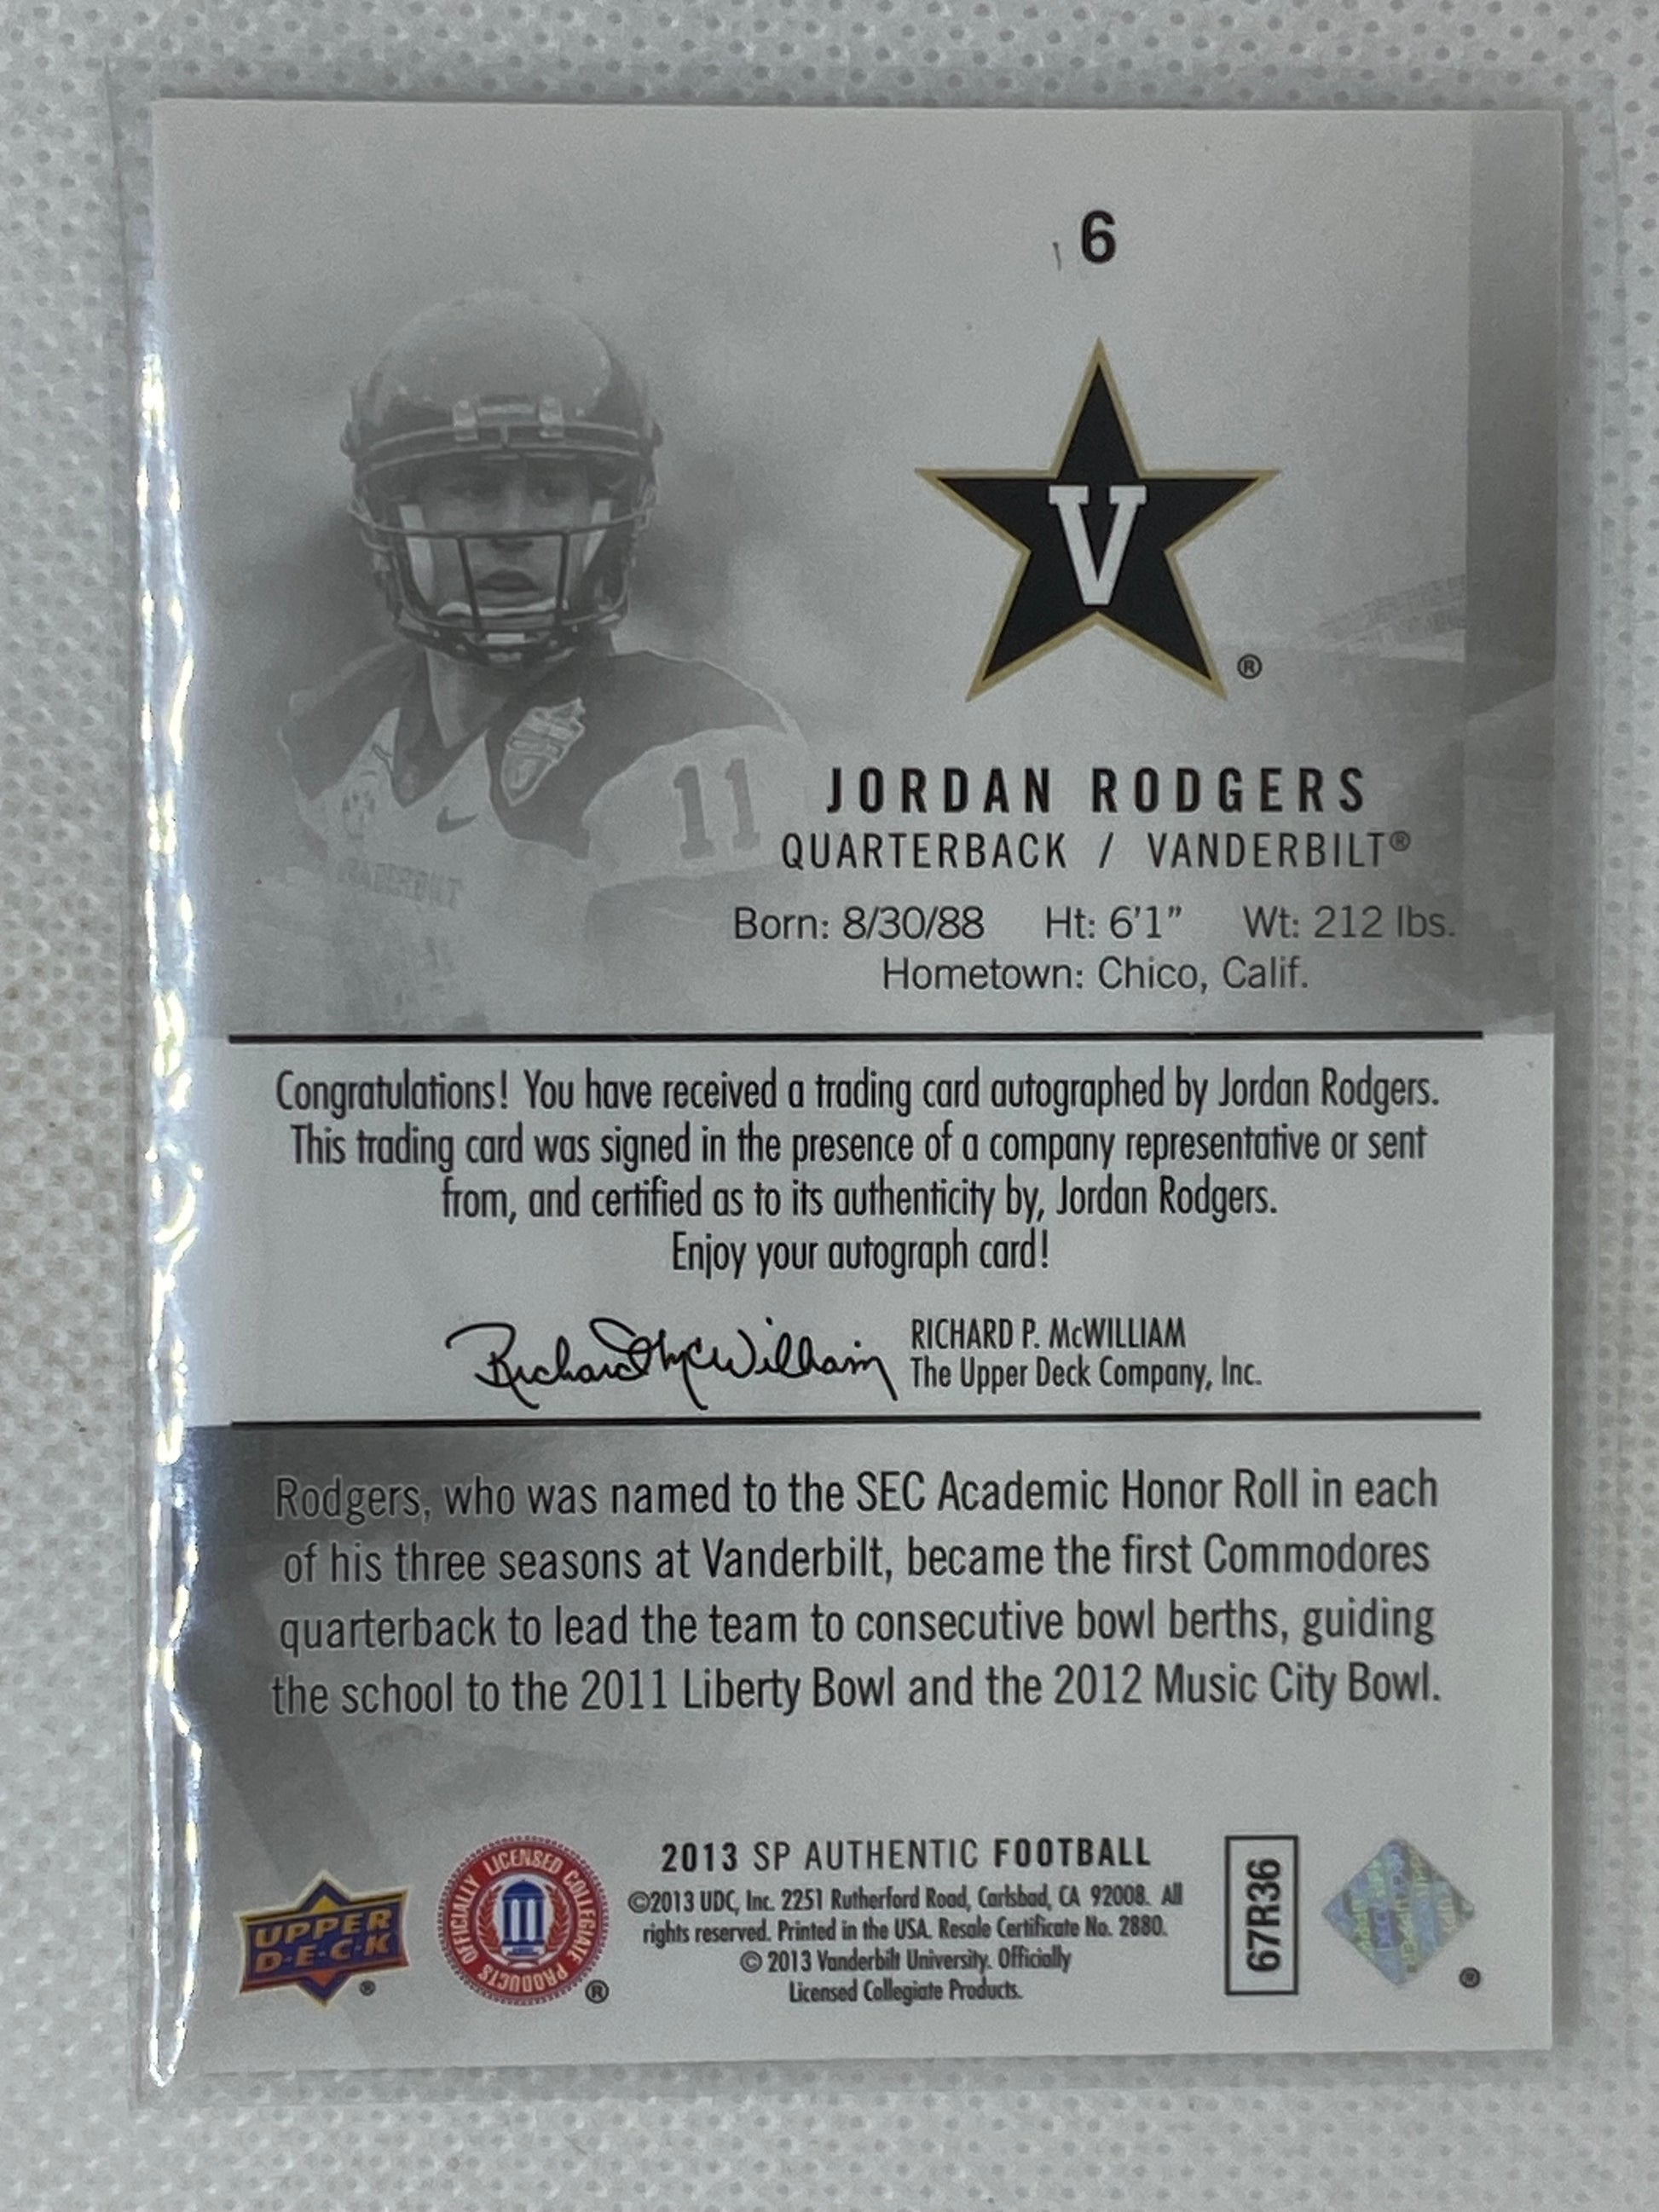 6
V
®
11
VANDERBILT
JORDAN RODGERS
QUARTERBACK / VANDERBILT®
Born: 8/30/88 Ht: 6'1" Wt: 212 lbs.
Hometown: Chico, Calif.
Congratulations! You have received a trading card autographed by Jordan Rodgers.
This trading card was signed in the presence of a company representative or sent
from, and certified as to its authenticity by, Jordan Rodgers.
Enjoy your autograph card!
Richard McWilliam
RICHARD P. McWILLIAM
The Upper Deck Company, Inc.
Rodgers, who was named to the SEC Academic Honor Roll in each
of his three seasons at Vanderbilt, became the first Commodores
quarterback to lead the team to consecutive bowl berths, guiding
the school to the 2011 Liberty Bowl and the 2012 Music City Bowl.
UPPER
D·E·C·K
®
OFFICIALLY LICENSED COLLEGIATE PRODUCTS
®
2013 SP AUTHENTIC FOOTBALL
©2013 UDC, Inc. 2251 Rutherford Road, Carlsbad, CA 92008. All
rights reserved. Printed in the USA. Resale Certificate No. 2880.
© 2013 Vanderbilt University. Officially
Licensed Collegiate Products.
67R36
®